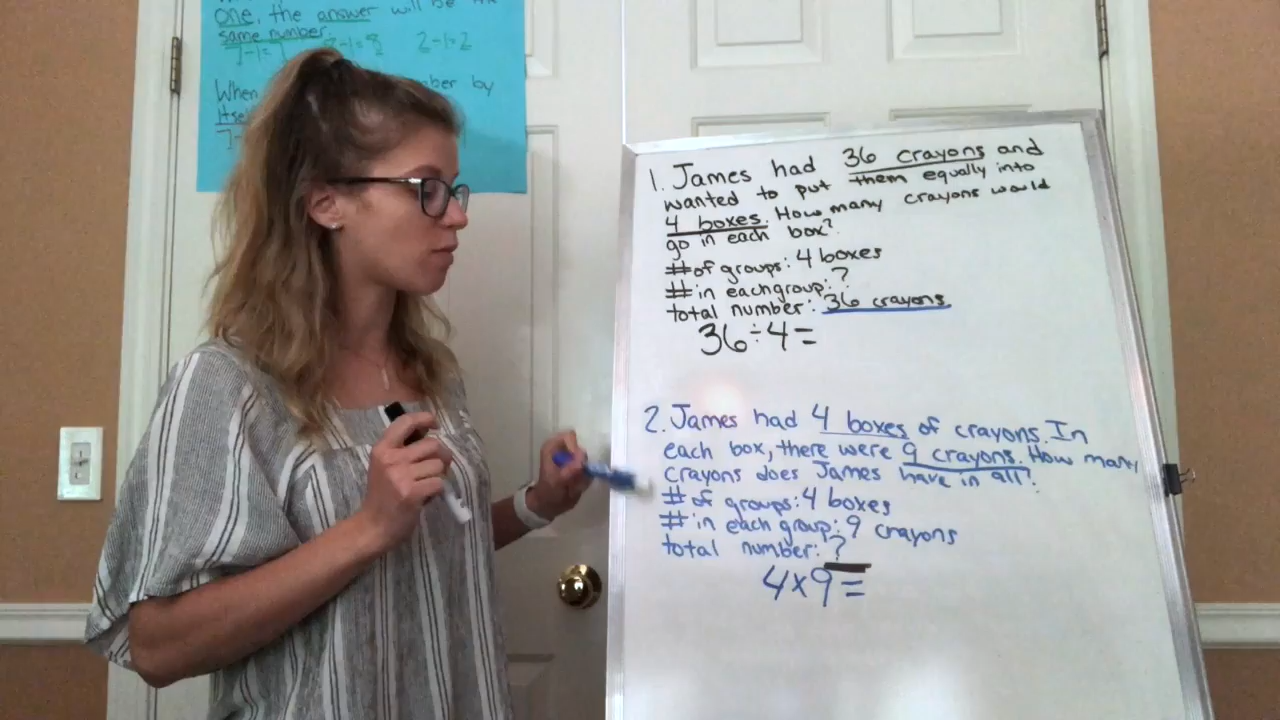 one, the answer will be the
same number.
7÷1=7 8÷1=8 2÷1=2
When
number by
itself
1. James had 36 crayons and
wanted to put them equally into
4 boxes. How many crayons would
go in each box?
# of groups: 4 boxes
# in each group: ?
total number: 36 crayons
36÷4=
2. James had 4 boxes of crayons. In
each box, there were 9 crayons. How many
crayons does James have in all?
# of groups: 4 boxes
# in each group: 9 crayons
total number: ?
4x9=